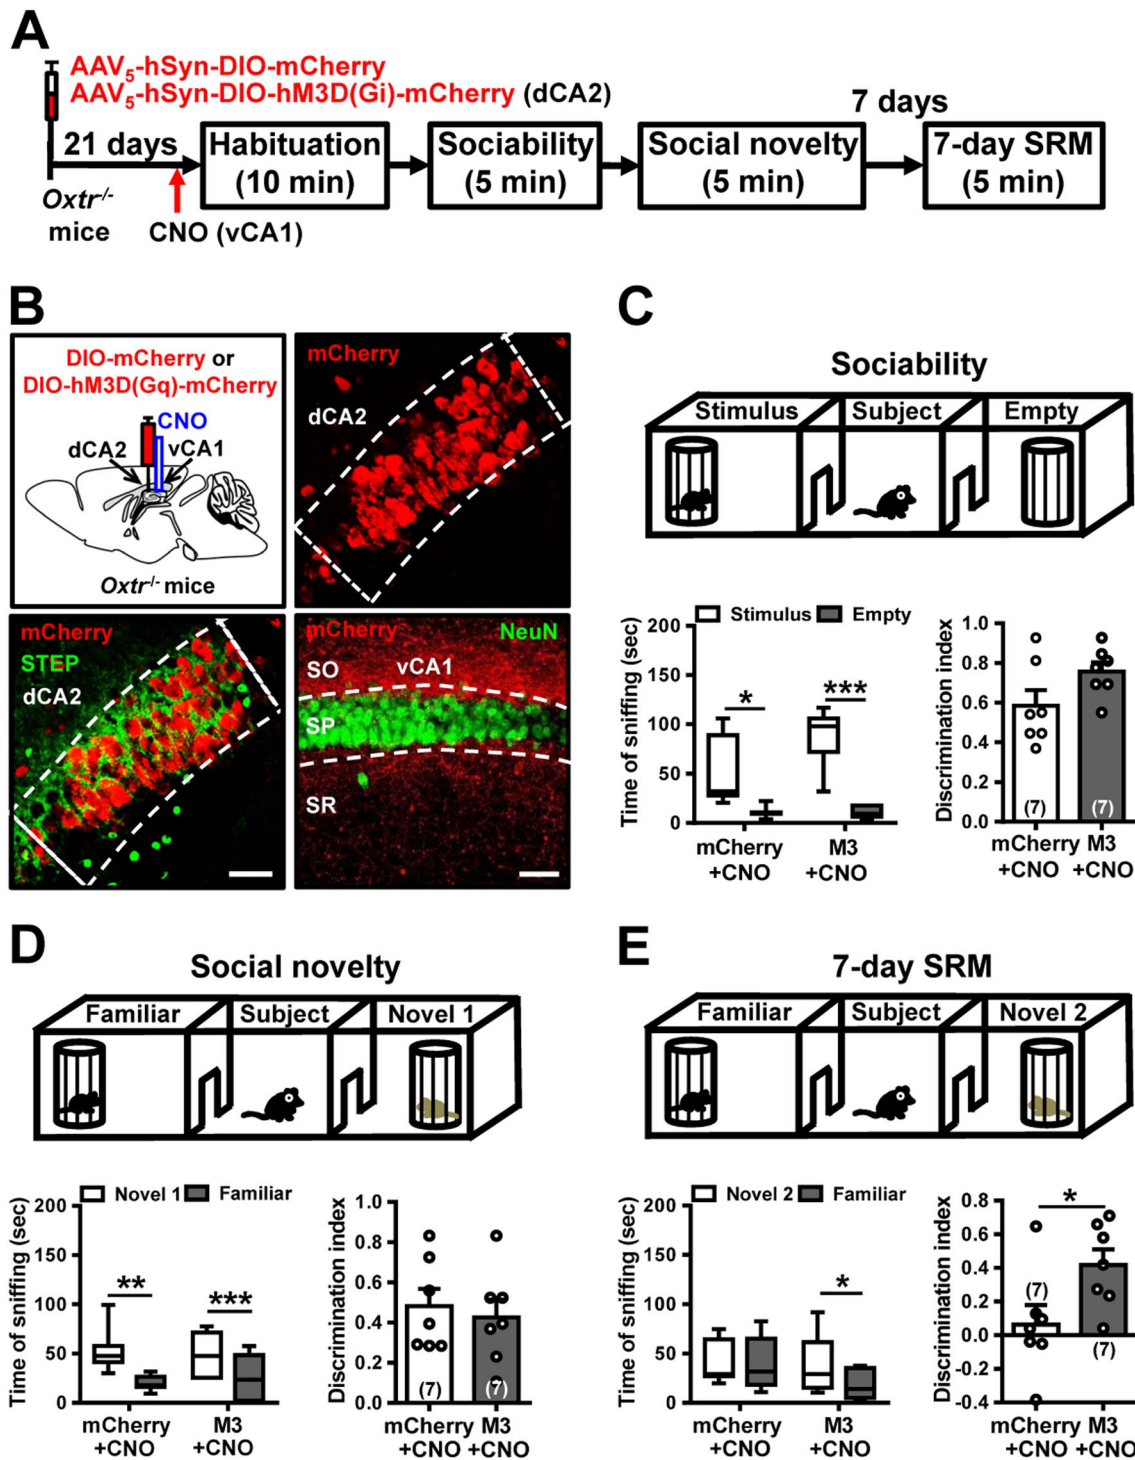 A
AAV5-hSyn-DIO-mCherry
AAV5-hSyn-DIO-hM3D(Gi)-mCherry (dCA2)
7 days
21 days
Habituation
(10 min)
Sociability
(5 min)
Social novelty
(5 min)
7-day SRM
(5 min)
Oxtr-/-
mice
CNO (vCA1)
B
DIO-mCherry or
DIO-hM3D(Gq)-mCherry
CNO
dCA2
vCA1
Oxtr-/- mice
mCherry
dCA2
mCherry
STEP
dCA2
mCherry
NeuN
SO
vCA1
SP
SR
C
Sociability
Stimulus
Subject
Empty
Stimulus
Empty
Time of sniffing (sec)
200
150
100
50
0
*
***
mCherry
+CNO
M3
+CNO
Discrimination index
1.0
0.8
0.6
0.4
0.2
0.0
(7)
(7)
mCherry
+CNO
M3
+CNO
D
Social novelty
Familiar
Subject
Novel 1
Novel 1
Familiar
Time of sniffing (sec)
200
150
100
50
0
**
***
mCherry
+CNO
M3
+CNO
Discrimination index
1.0
0.8
0.6
0.4
0.2
0.0
(7)
(7)
mCherry
+CNO
M3
+CNO
E
7-day SRM
Familiar
Subject
Novel 2
Novel 2
Familiar
Time of sniffing (sec)
200
150
100
50
0
*
mCherry
+CNO
M3
+CNO
Discrimination index
0.8
0.6
0.4
0.2
0.0
-0.2
-0.4
*
(7)
(7)
mCherry
+CNO
M3
+CNO